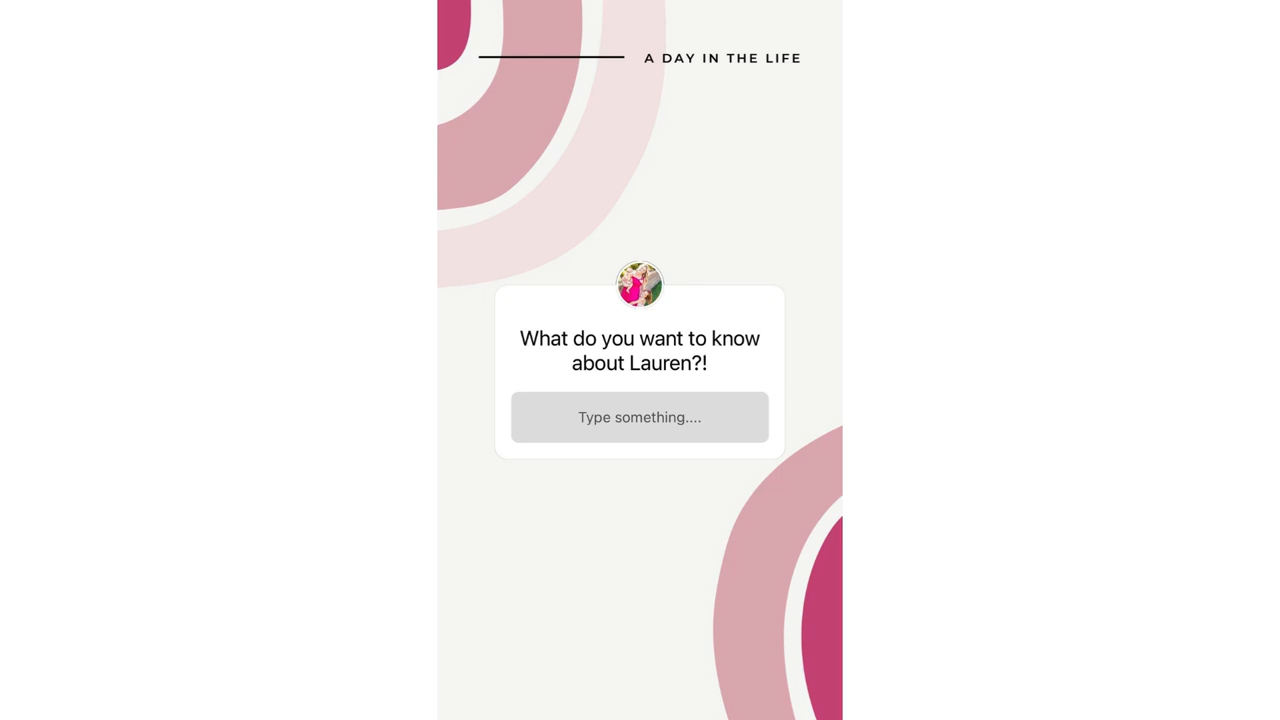 A DAY IN THE LIFE
What do you want to know
about Lauren?!
Type something....